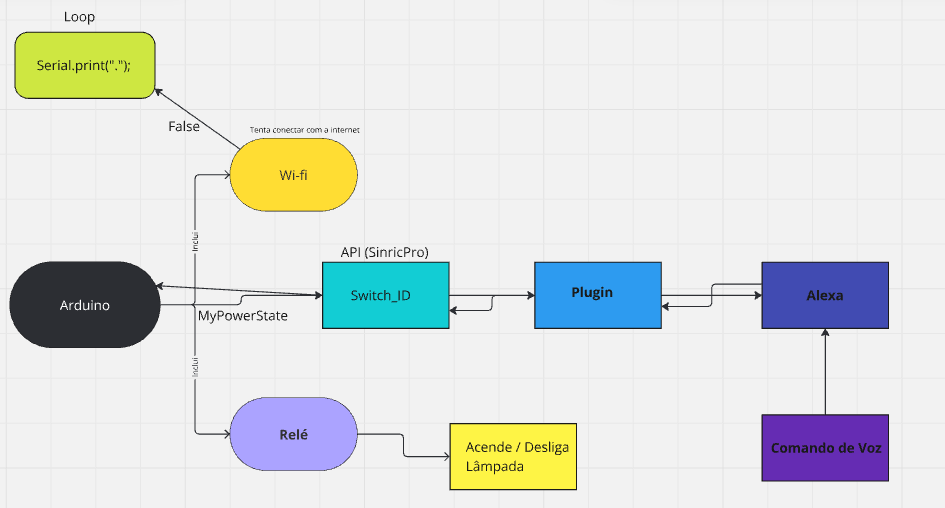 Loop
Serial.print(".");
False
Tenta conectar com a internet
Wi-fi
Inclui
API (SinricPro)
Arduino
Switch_ID
Plugin
Alexa
MyPowerState
Inclui
Relé
Acende / Desliga
Lâmpada
Comando de Voz